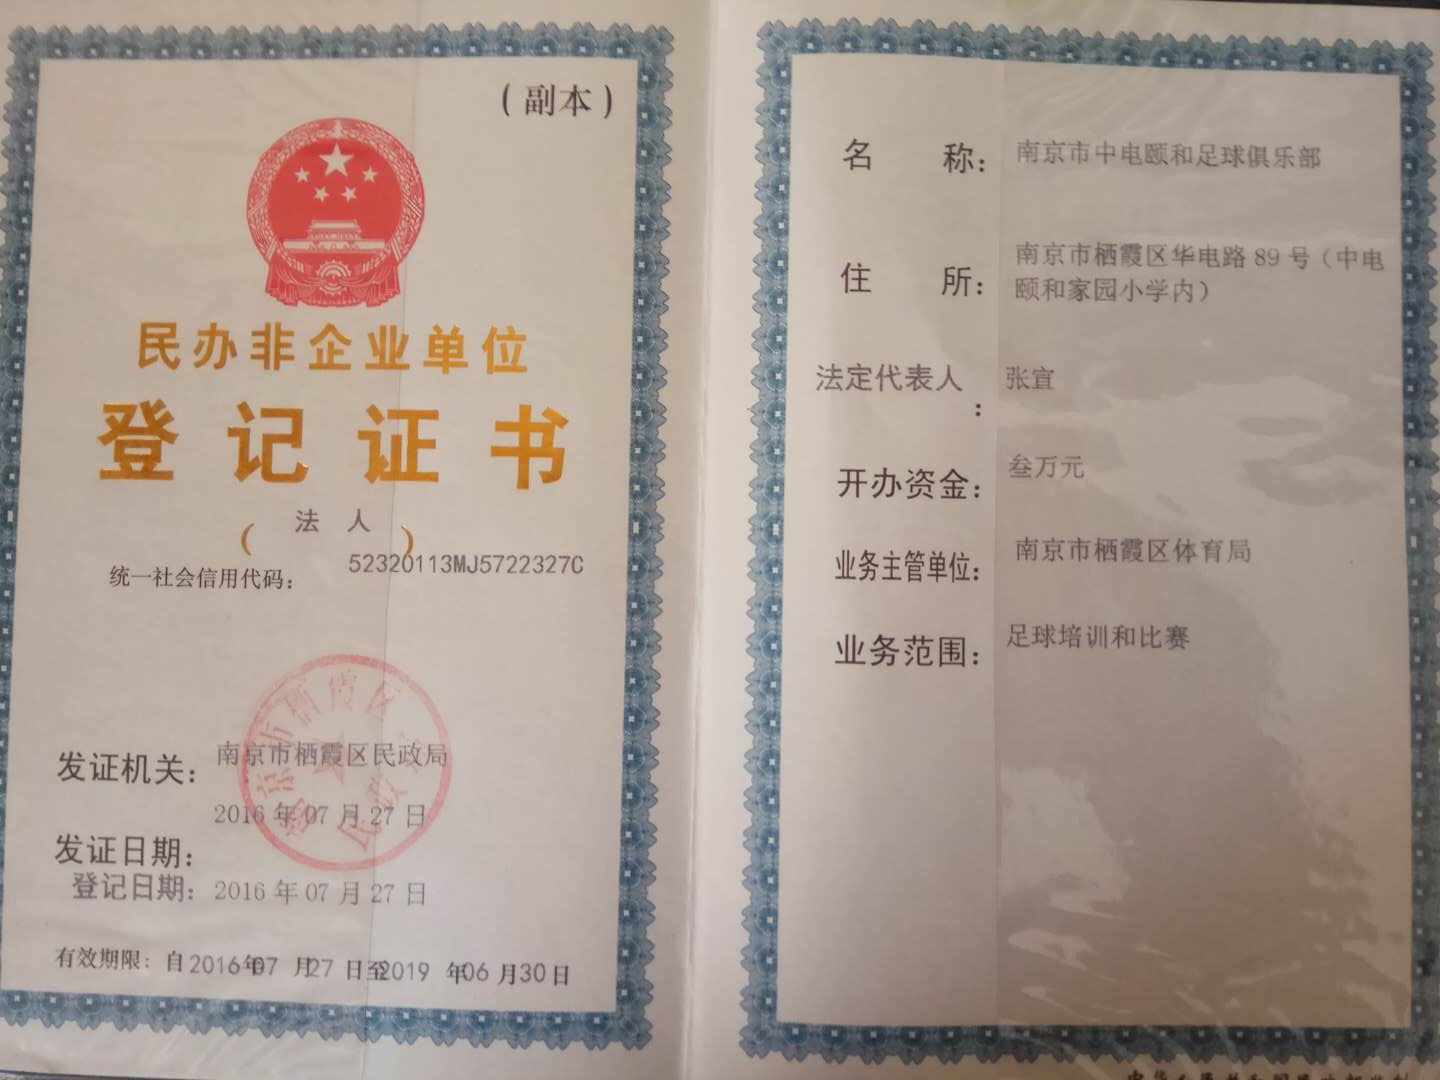 （副本）
民办非企业单位
登记证书
（法人）
统一社会信用代码：52320113MJ5722327C
发证机关：南京市栖霞区民政局
2016年07月27日
发证日期：
登记日期：2016年07月27日
有效期限：自2016年07月27日至2019年06月30日
名称：南京市中电颐和足球俱乐部
住所：南京市栖霞区华电路89号（中电
颐和家园小学内）
法定代表人：张宣
开办资金：叁万元
业务主管单位：南京市栖霞区体育局
业务范围：足球培训和比赛